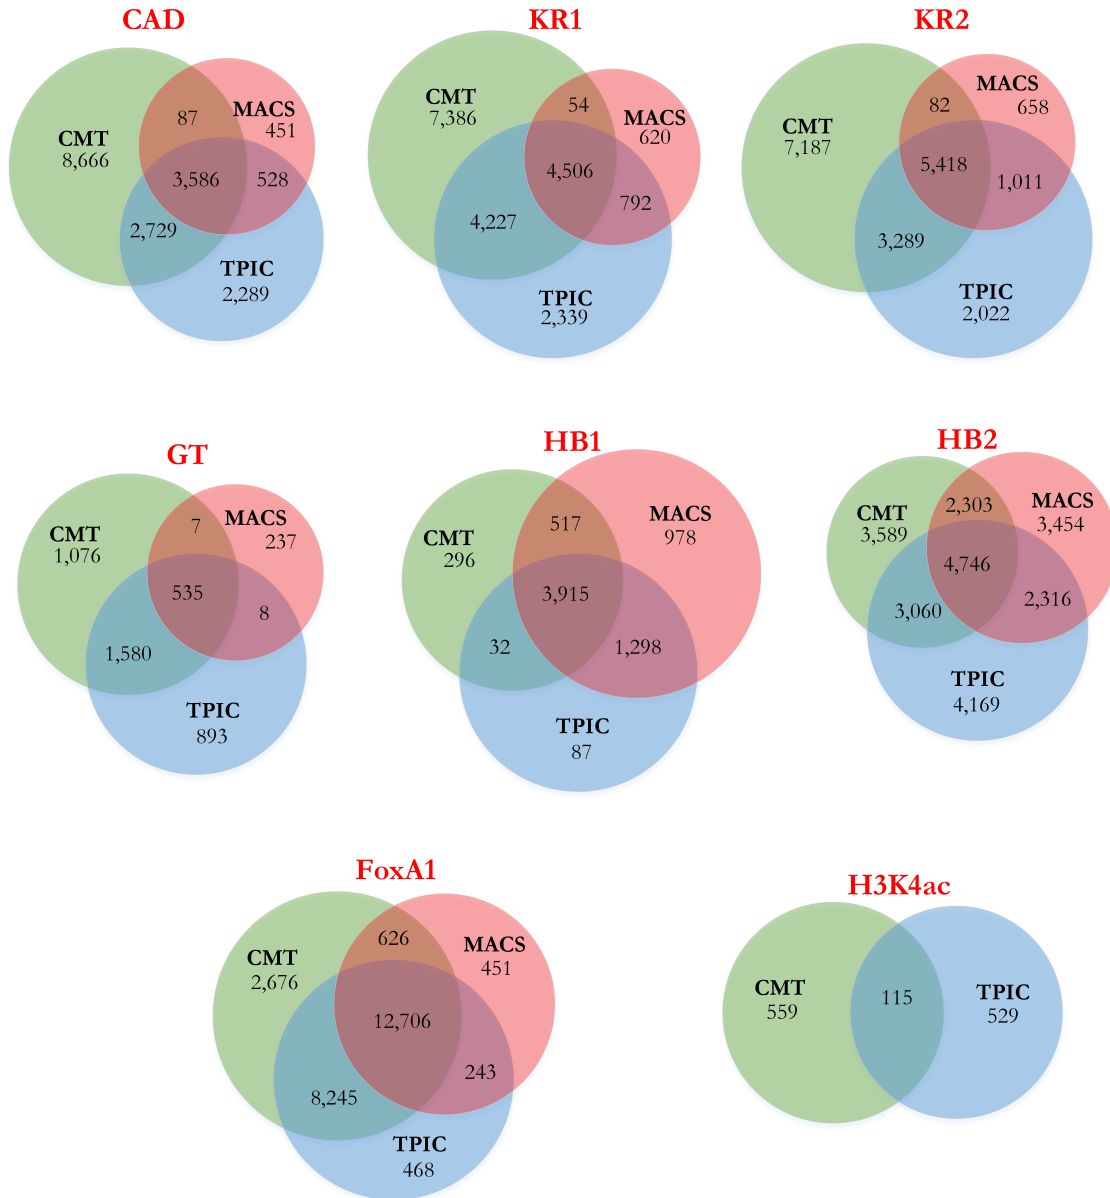 CAD
87
MACS
451
CMT
8,666
3,586
528
2,729
TPIC
2,289
KR1
CMT
7,386
54
MACS
620
4,506
792
4,227
TPIC
2,339
KR2
82
MACS
658
CMT
7,187
5,418
1,011
3,289
TPIC
2,022
GT
7
MACS
237
CMT
1,076
535
8
1,580
TPIC
893
HB1
517
MACS
978
CMT
296
3,915
32
1,298
TPIC
87
HB2
2,303
MACS
3,454
CMT
3,589
4,746
2,316
3,060
TPIC
4,169
FoxA1
626
MACS
451
CMT
2,676
12,706
243
8,245
TPIC
468
H3K4ac
CMT
559
115
TPIC
529